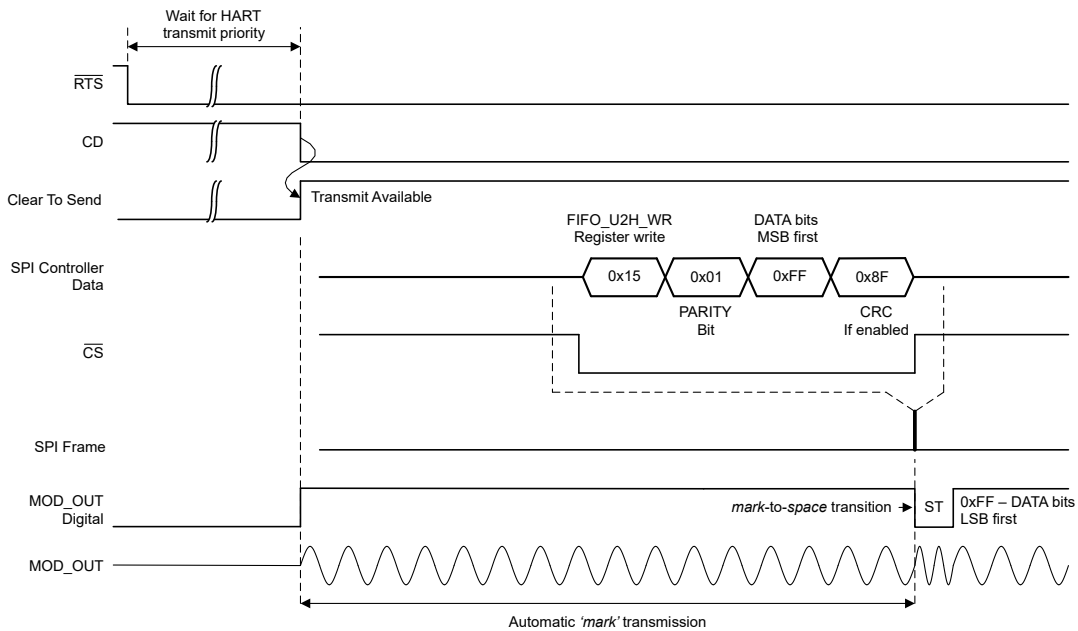 Wait for HART
transmit priority
RTS
CD
Clear To Send
Transmit Available
FIFO_U2H_WR
Register write
DATA bits
MSB first
SPI Controller
Data
0x15
0x01
0xFF
0x8F
PARITY
Bit
CRC
If enabled
CS
SPI Frame
MOD_OUT
Digital
mark-to-space transition
ST
0xFF – DATA bits
LSB first
MOD_OUT
Automatic ‘mark’ transmission